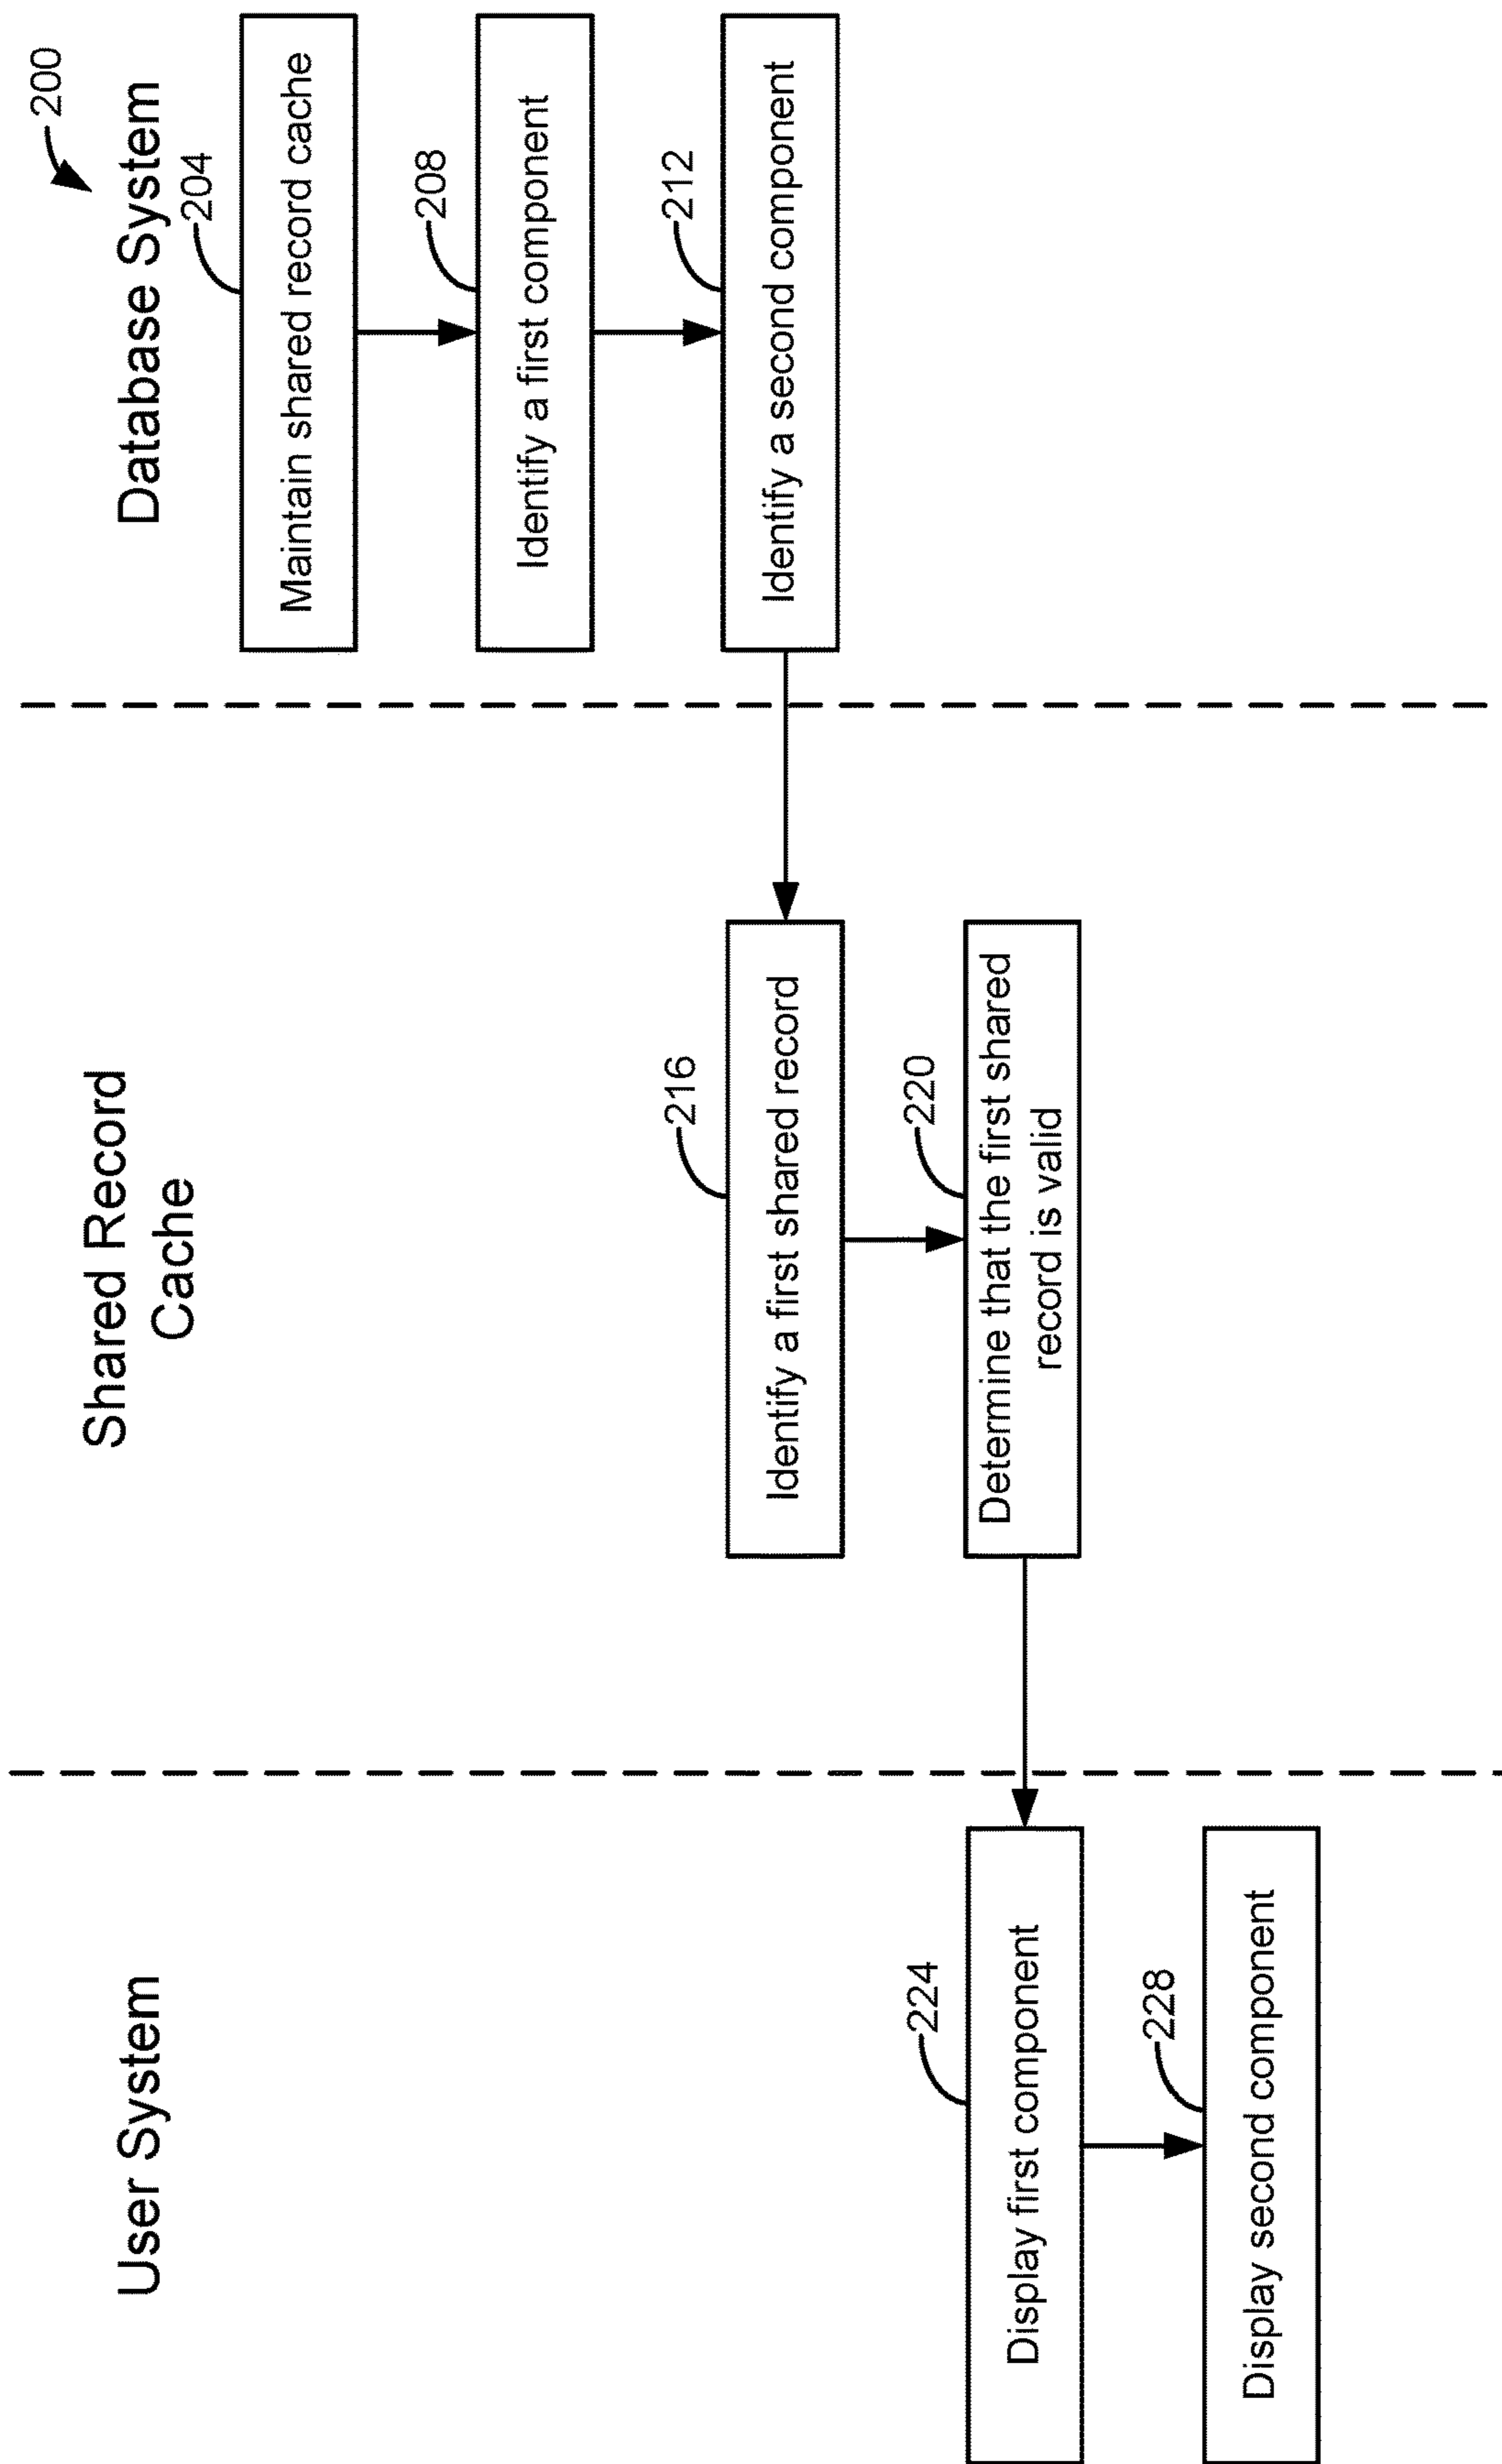 200
User System
Shared Record
Cache
Database System
204
Maintain shared record cache
208
Identify a first component
212
Identify a second component
216
Identify a first shared record
220
Determine that the first shared
record is valid
224
Display first component
228
Display second component